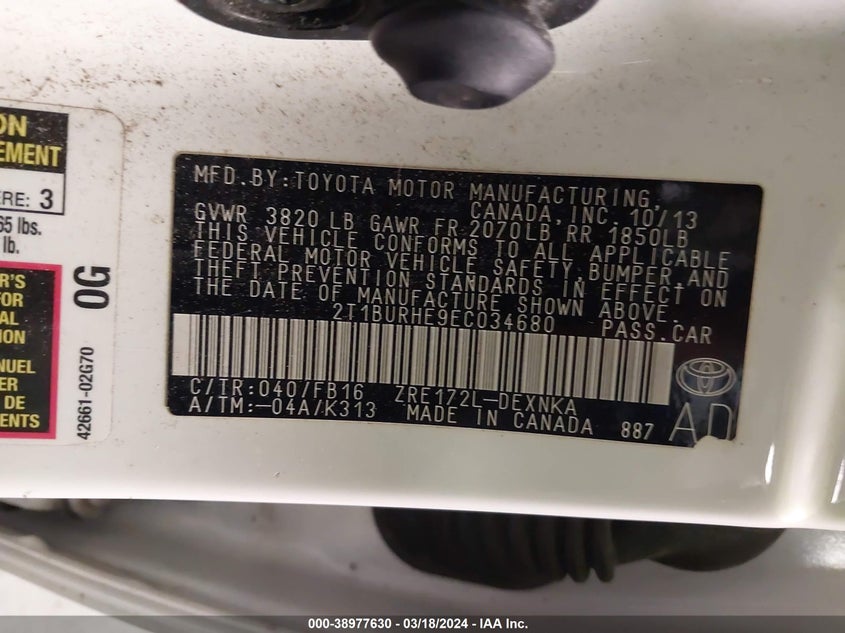 ON
EMENT
ERE: 3
65 lbs.
lb.
R'S
FOR
AL
TION
ANUEL
ER
DE
ENTS
0G
42661-02G70
MFD.BY:TOYOTA MOTOR MANUFACTURING,
CANADA,INC. 10/13
GVWR 3820 LB GAWR FR 2070LB RR 1850LB
THIS VEHICLE CONFORMS TO ALL APPLICABLE
FEDERAL MOTOR VEHICLE SAFETY,BUMPER,AND
THEFT PREVENTION STANDARDS IN EFFECT ON
THE DATE OF MANUFACTURE SHOWN ABOVE.
2T1BURHE9EC034680 PASS.CAR
C/TR:040/FB16 ZRE172L-DEXNKA
A/TM:-04A/K313 MADE IN CANADA 887
AD
000-38977630 - 03/18/2024 - IAA Inc.